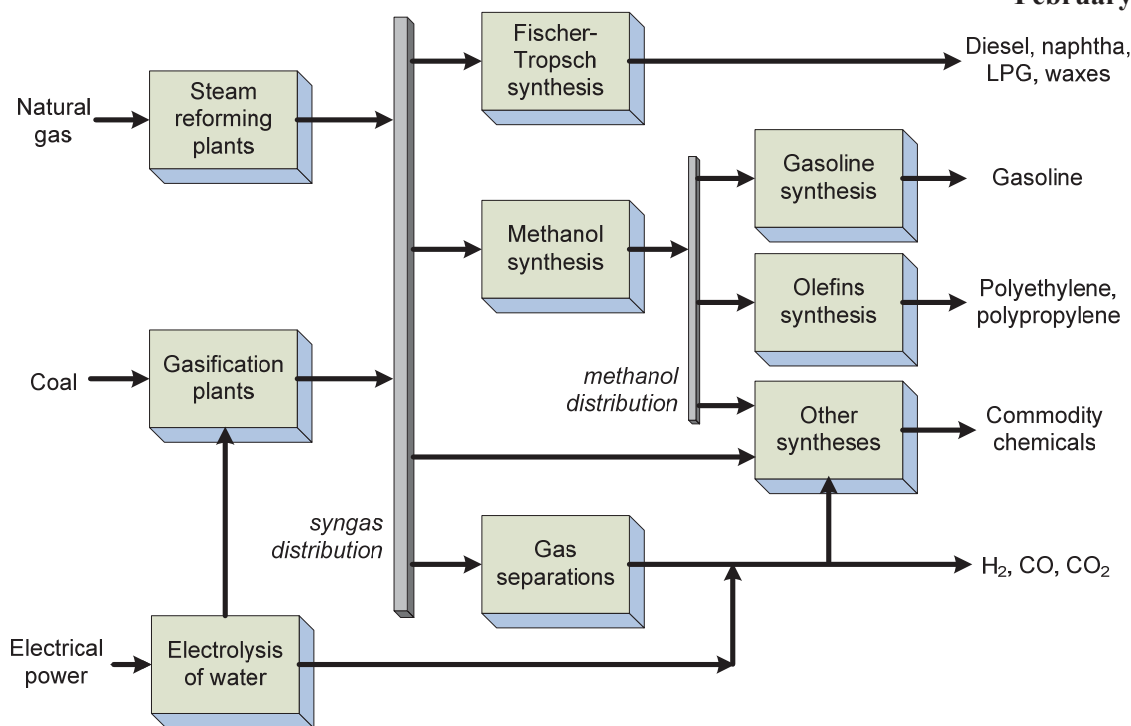 February
Fischer-
Tropsch
synthesis
Diesel, naphtha,
LPG, waxes
Natural
gas
Steam
reforming
plants
Gasoline
synthesis
Gasoline
Methanol
synthesis
Olefins
synthesis
Polyethylene,
polypropylene
Coal
Gasification
plants
methanol
distribution
Other
syntheses
Commodity
chemicals
syngas
distribution
Gas
separations
H₂, CO, CO₂
Electrical
power
Electrolysis
of water